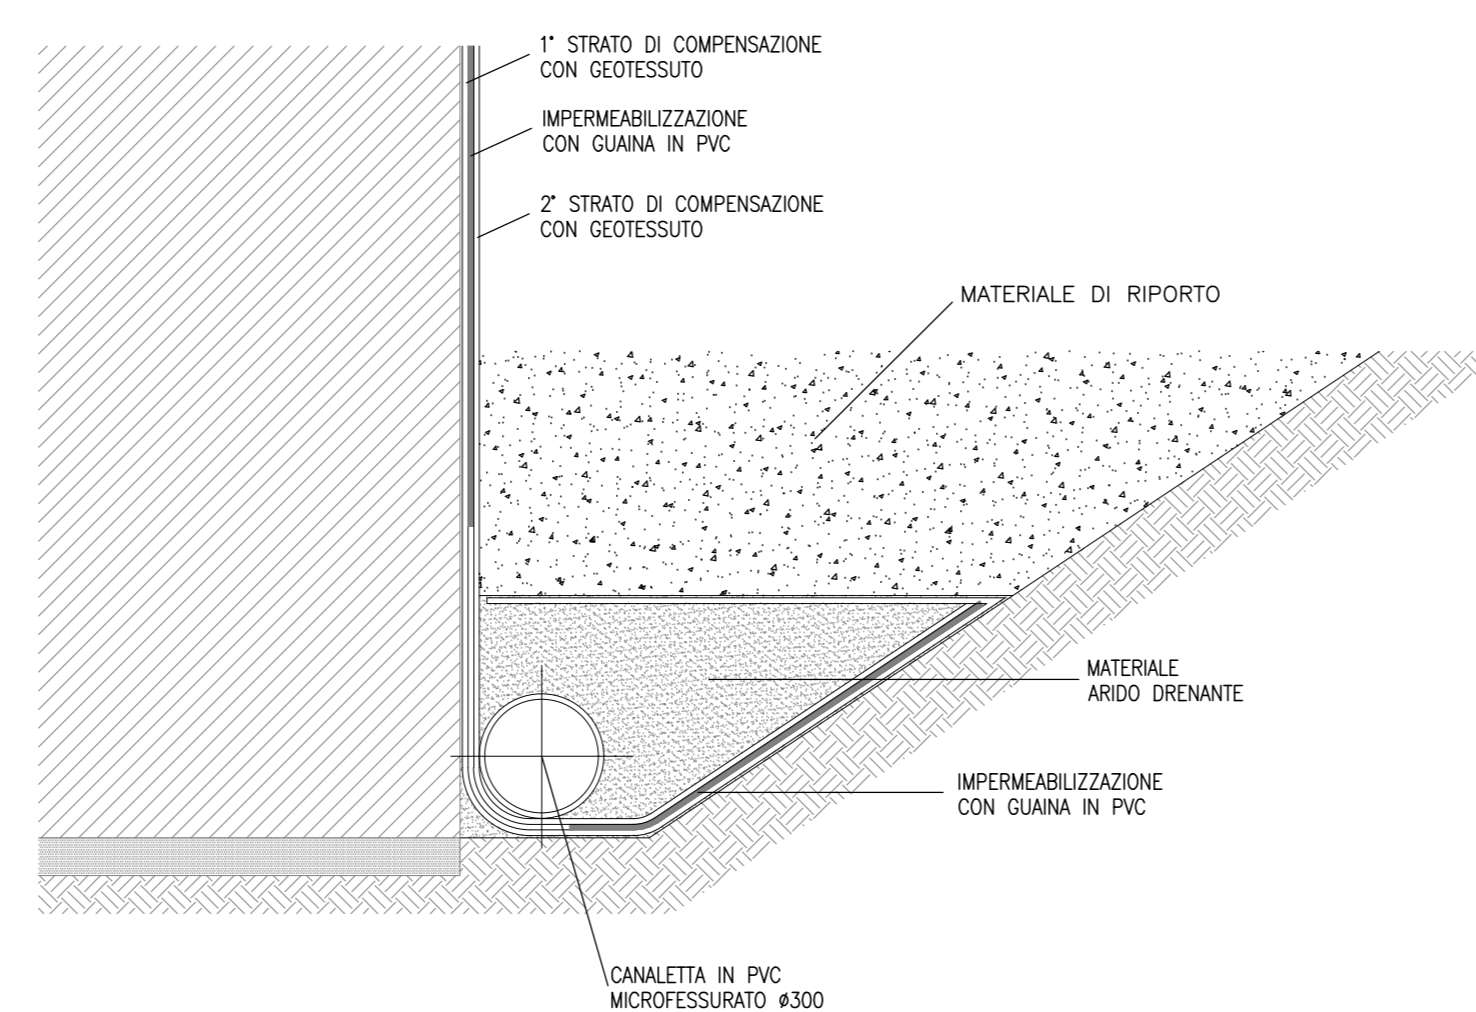 1° STRATO DI COMPENSAZIONE
CON GEOTESSUTO
IMPERMEABILIZZAZIONE
CON GUAINA IN PVC
2° STRATO DI COMPENSAZIONE
CON GEOTESSUTO
MATERIALE DI RIPORTO
MATERIALE
ARIDO DRENANTE
IMPERMEABILIZZAZIONE
CON GUAINA IN PVC
CANALETTA IN PVC
MICROFESSURATO ø300